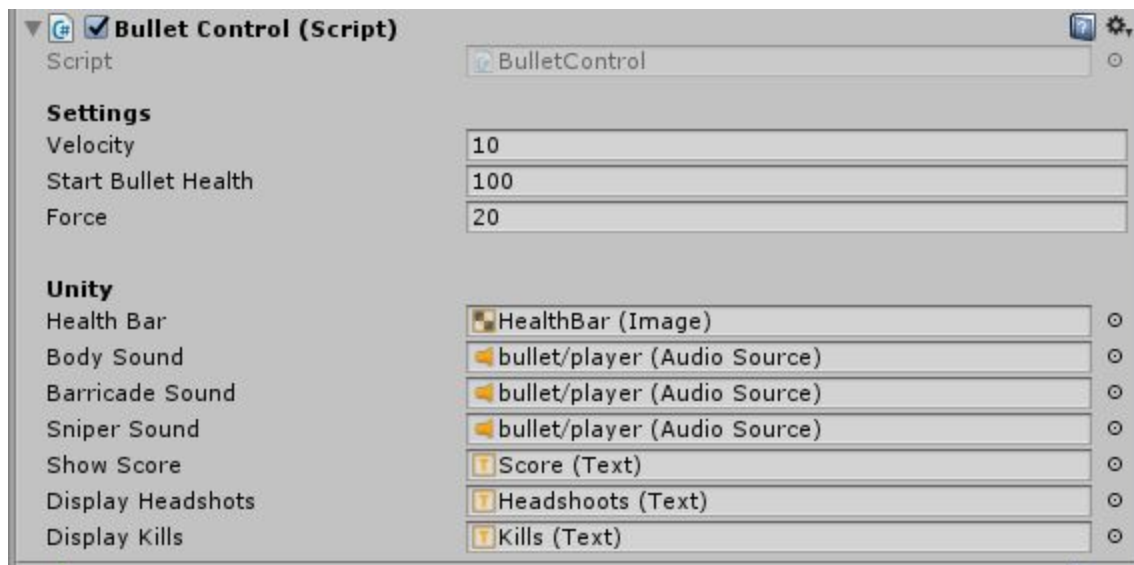 Bullet Control (Script)
Script BulletControl
Settings
Velocity 10
Start Bullet Health 100
Force 20
Unity
Health Bar HealthBar (Image)
Body Sound bullet/player (Audio Source)
Barricade Sound bullet/player (Audio Source)
Sniper Sound bullet/player (Audio Source)
Show Score Score (Text)
Display Headshots Headshoots (Text)
Display Kills Kills (Text)